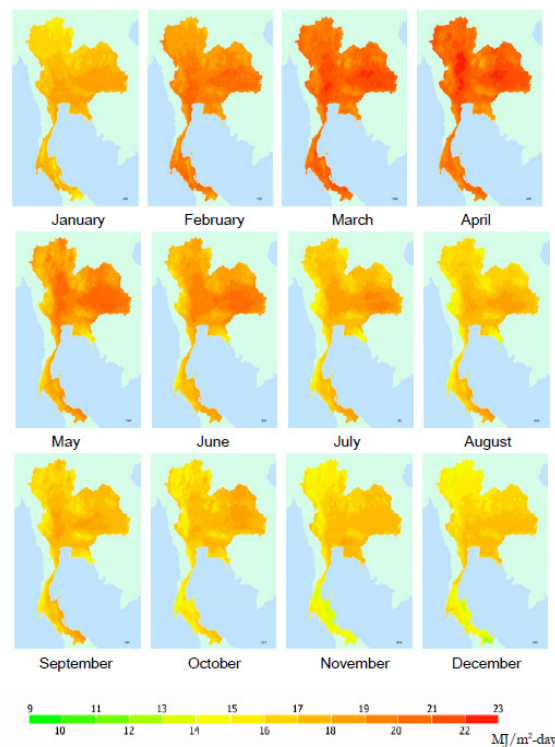 January February March April
May June July August
September October November December
9 11 13 15 17 19 21 23
10 12 14 16 18 20 22 MJ/m²-day